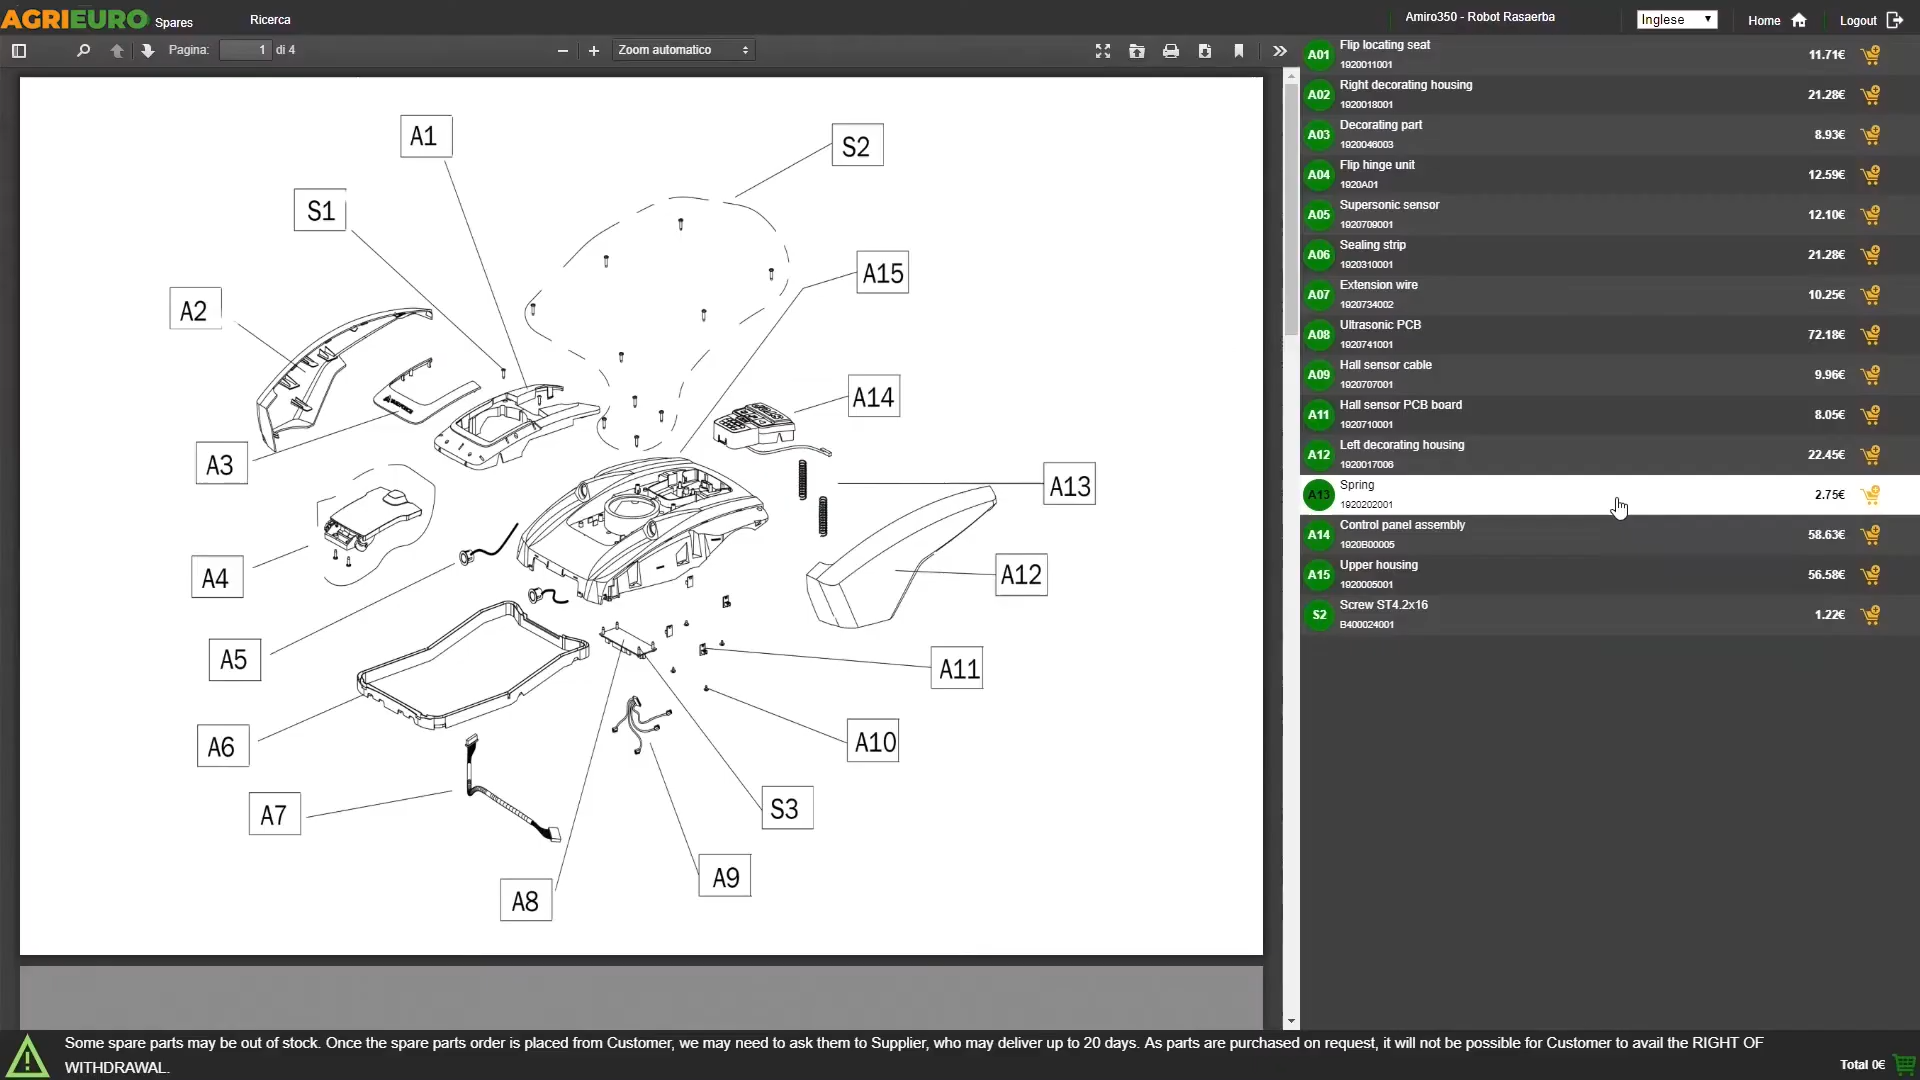 AGRIEURO Spares
Ricerca
Amiro350 - Robot Rasaerba
Inglese
Home
Logout
Pagina:
1
di 4
Zoom automatico
A1
S2
S1
A15
A2
A14
A3
A13
A4
A12
A5
A11
A6
A10
A7
S3
A9
A8
A01
Flip locating seat
1920011001
11.71€
A02
Right decorating housing
1920018001
21.28€
A03
Decorating part
1920046003
8.93€
A04
Flip hinge unit
1920A01
12.59€
A05
Supersonic sensor
1920709001
12.10€
A06
Sealing strip
1920310001
21.28€
A07
Extension wire
1920734002
10.25€
A08
Ultrasonic PCB
1920741001
72.18€
A09
Hall sensor cable
1920707001
9.96€
A11
Hall sensor PCB board
1920710001
8.05€
A12
Left decorating housing
1920017006
22.45€
A13
Spring
1920202001
2.75€
A14
Control panel assembly
1920B00005
58.63€
A15
Upper housing
1920005001
56.58€
S2
Screw ST4.2x16
B400024001
1.22€
Some spare parts may be out of stock. Once the spare parts order is placed from Customer, we may need to ask them to Supplier, who may deliver up to 20 days. As parts are purchased on request, it will not be possible for Customer to avail the RIGHT OF
WITHDRAWAL.
Total 0€